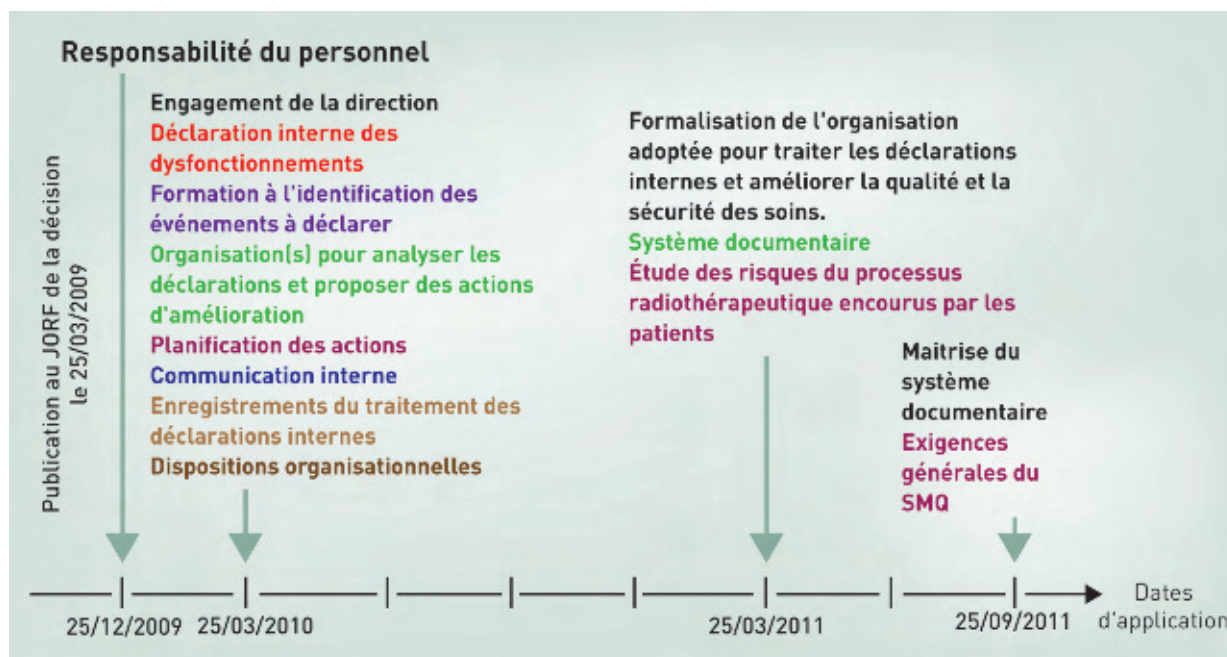 Responsabilité du personnel
Publication au JORF de la décision
le 25/03/2009
Engagement de la direction
Déclaration interne des
dysfonctionnements
Formation à l'identification des
événements à déclarer
Organisation(s) pour analyser les
déclarations et proposer des actions
d'amélioration
Planification des actions
Communication interne
Enregistrements du traitement des
déclarations internes
Dispositions organisationnelles
Formalisation de l'organisation
adoptée pour traiter les déclarations
internes et améliorer la qualité et la
sécurité des soins.
Système documentaire
Étude des risques du processus
radiothérapeutique encourus par les
patients
Maitrise du
système
documentaire
Exigences
générales du
SMQ
25/12/2009
25/03/2010
25/03/2011
25/09/2011
Dates
d'application